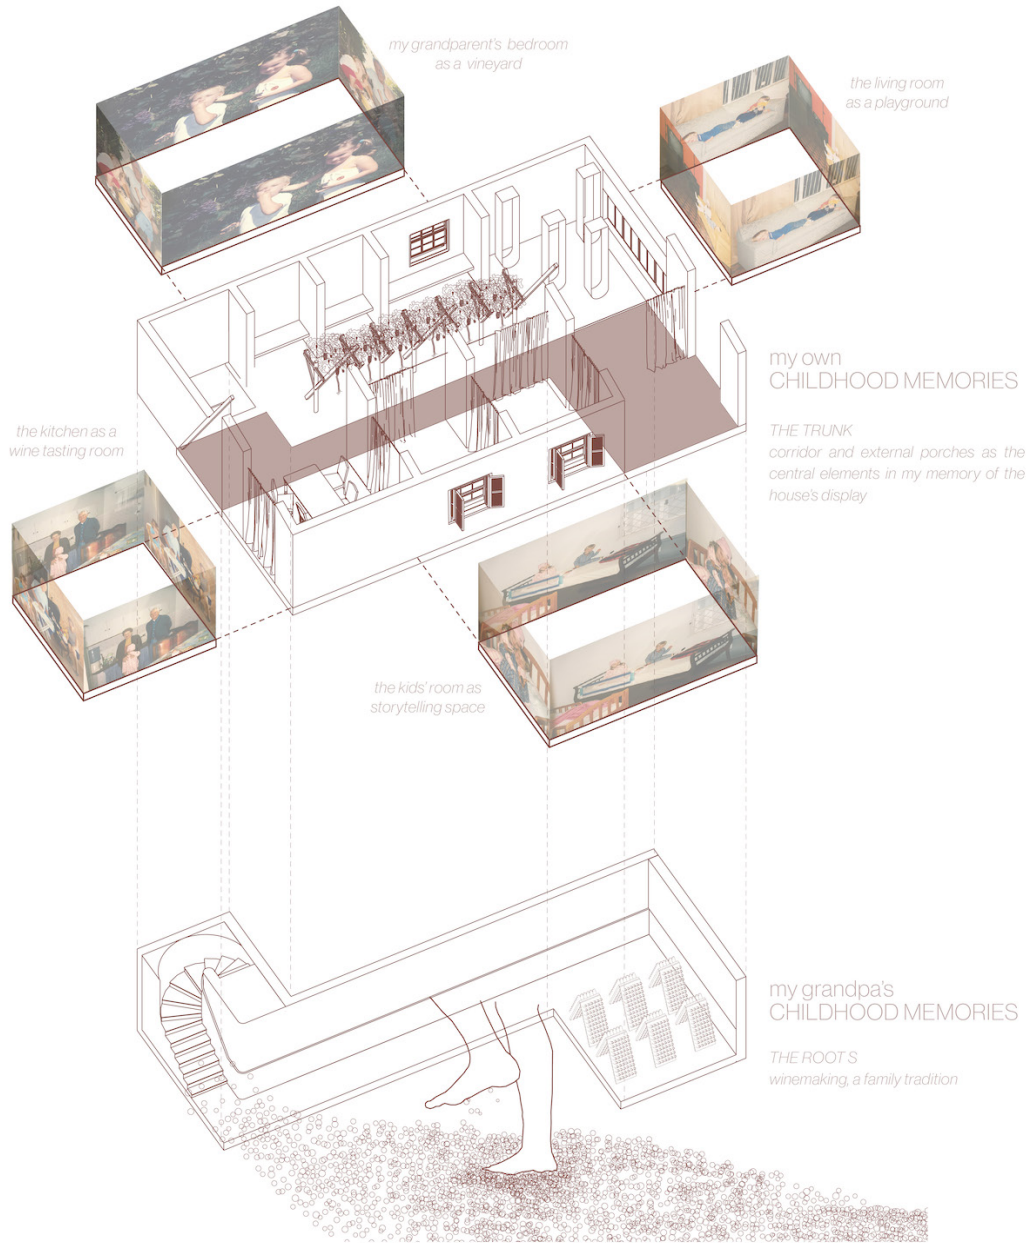 my grandparent's bedroom
as a vineyard
the living room
as a playground
my own
CHILDHOOD MEMORIES
THE TRUNK
corridor and external porches as the
central elements in my memory of the
house's display
the kitchen as a
wine tasting room
the kids' room as
storytelling space
my grandpa's
CHILDHOOD MEMORIES
THE ROOT S
winemaking, a family tradition